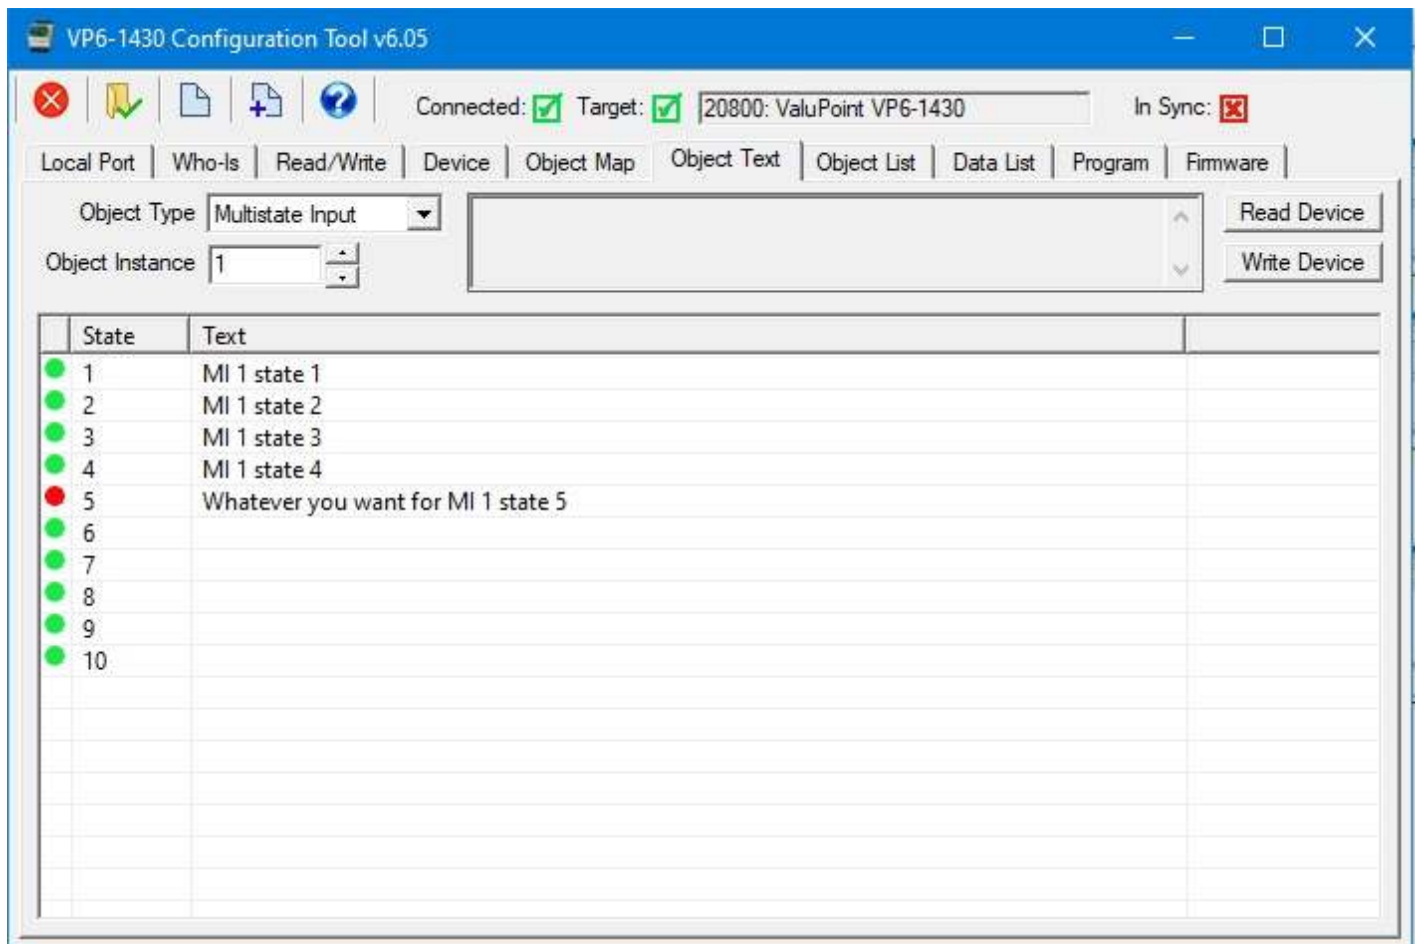 VP6-1430 Configuration Tool v6.05
Connected: Target: 20800: ValuPoint VP6-1430 In Sync:
Local Port Who-Is Read/Write Device Object Map Object Text Object List Data List Program Firmware
Object Type Multistate Input Read Device
Object Instance 1 Write Device
State Text
1 MI 1 state 1
2 MI 1 state 2
3 MI 1 state 3
4 MI 1 state 4
5 Whatever you want for MI 1 state 5
6
7
8
9
10